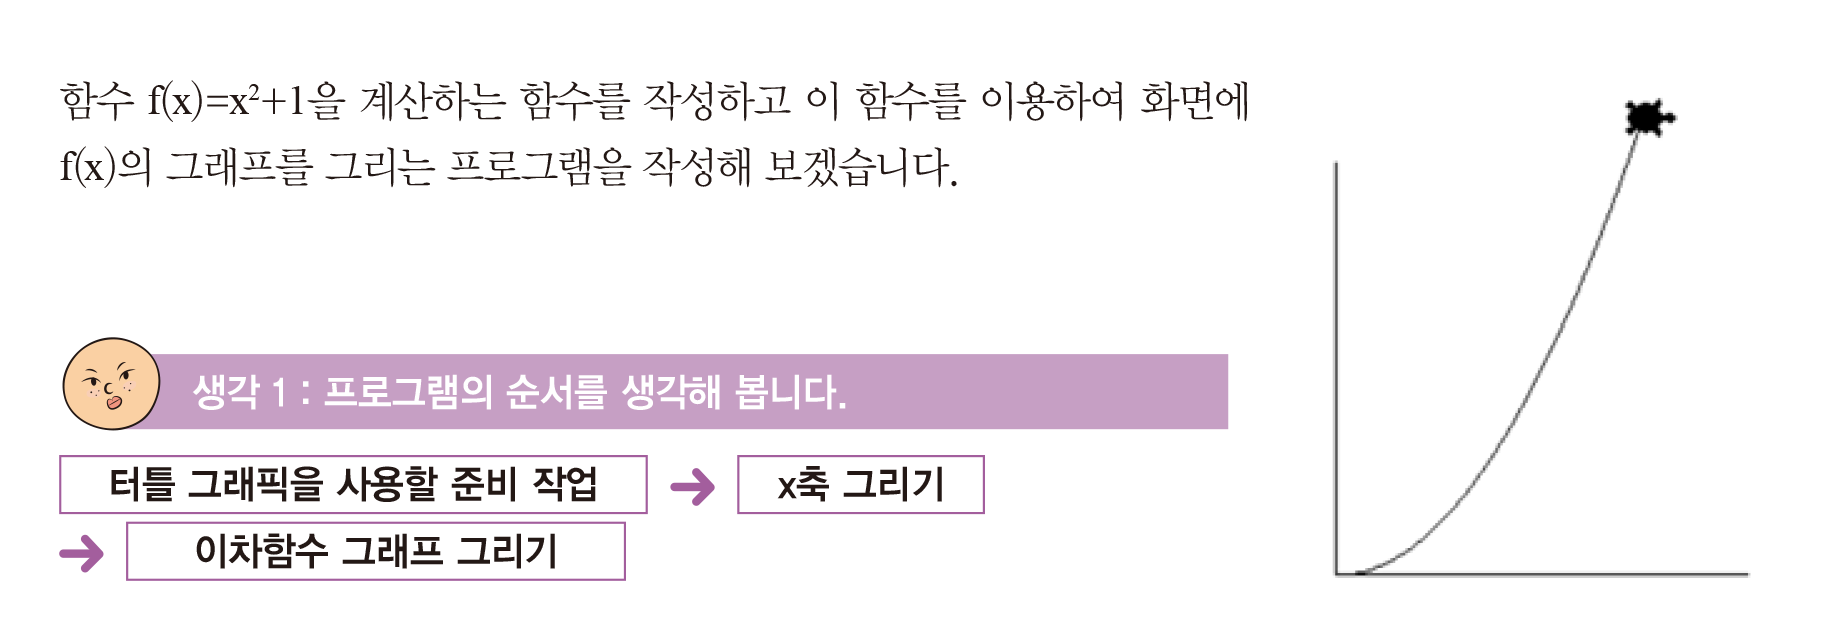 함수 f(x)=x²+1을 계산하는 함수를 작성하고 이 함수를 이용하여 화면에
f(x)의 그래프를 그리는 프로그램을 작성해 보겠습니다.
생각 1 : 프로그램의 순서를 생각해 봅니다.
터틀 그래픽을 사용할 준비 작업 → x축 그리기
→ 이차함수 그래프 그리기